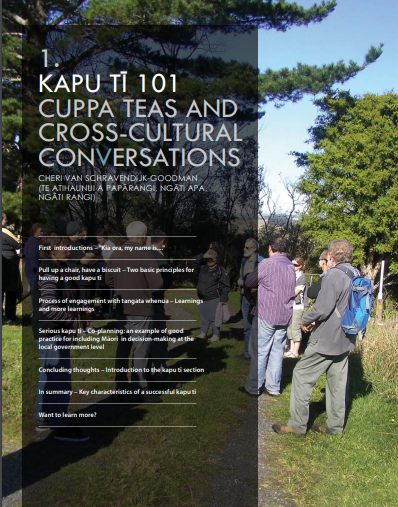 1.
KAPU TĪ 101
CUPPA TEAS AND
CROSS-CULTURAL
CONVERSATIONS
CHERI VAN SCHRAVENDIJK-GOODMAN
(TE ATIHAUNUI A PAPĀRANGI, NGĀTI APA,
NGĀTI RANGI)
First introductions – "Kia ora, my name is...."
Pull up a chair, have a biscuit – Two basic principles for
having a good kapu tī
Process of engagement with tangata whenua – Learnings
and more learnings
Serious kapu tī – Co-planning: an example of good
practice for including Māori in decision-making at the
local government level
Concluding thoughts – Introduction to the kapu tī section
In summary – Key characteristics of a successful kapu tī
Want to learn more?